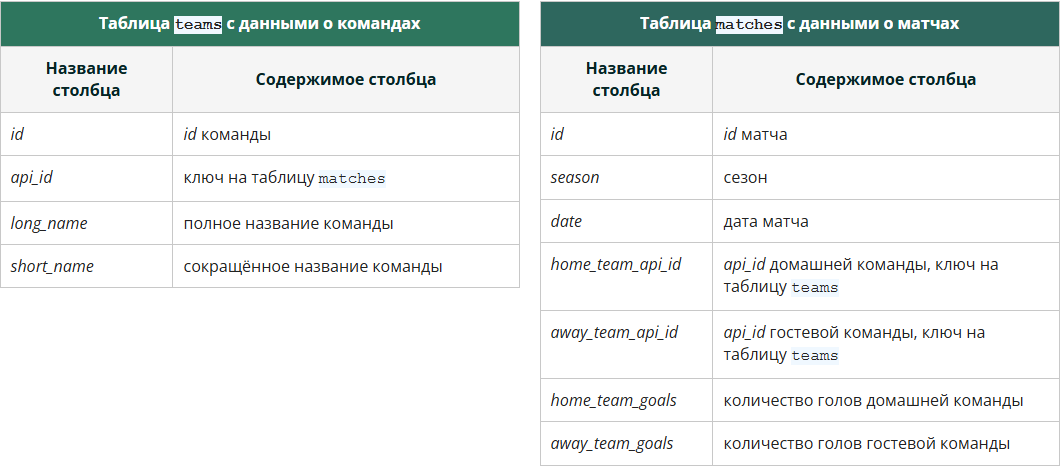 Таблица teams с данными о командах
Название
столбца
Содержимое столбца
id
id команды
api_id
ключ на таблицу matches
long_name
полное название команды
short_name
сокращённое название команды
Таблица matches с данными о матчах
Название
столбца
Содержимое столбца
id
id матча
season
сезон
date
дата матча
home_team_api_id
api_id домашней команды, ключ на
таблицу teams
away_team_api_id
api_id гостевой команды, ключ на
таблицу teams
home_team_goals
количество голов домашней команды
away_team_goals
количество голов гостевой команды